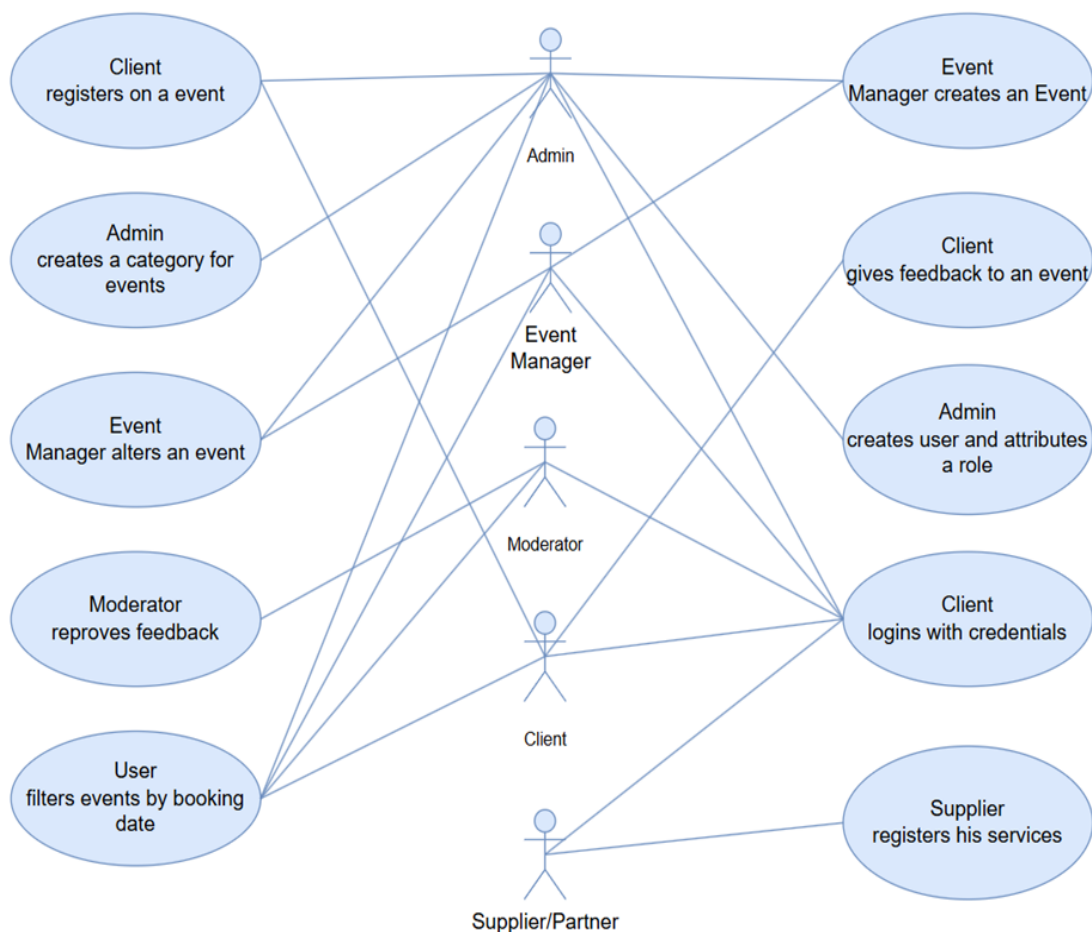 Client
registers on a event
Admin
creates a category for
events
Event
Manager alters an event
Moderator
reproves feedback
User
filters events by booking
date
Admin
Event
Manager
Moderator
Client
Supplier/Partner
Event
Manager creates an Event
Client
gives feedback to an event
Admin
creates user and attributes
a role
Client
logins with credentials
Supplier
registers his services